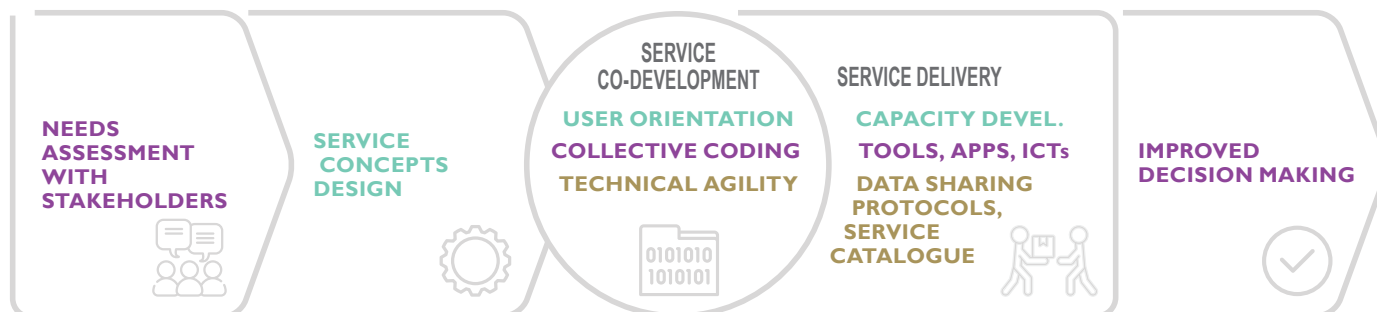 NEEDS
ASSESSMENT
WITH
STAKEHOLDERS
SERVICE
CONCEPTS
DESIGN
SERVICE
CO-DEVELOPMENT
USER ORIENTATION
COLLECTIVE CODING
TECHNICAL AGILITY
0101010
1010101
SERVICE DELIVERY
CAPACITY DEVEL.
TOOLS, APPS, ICTs
DATA SHARING
PROTOCOLS,
SERVICE
CATALOGUE
IMPROVED
DECISION MAKING